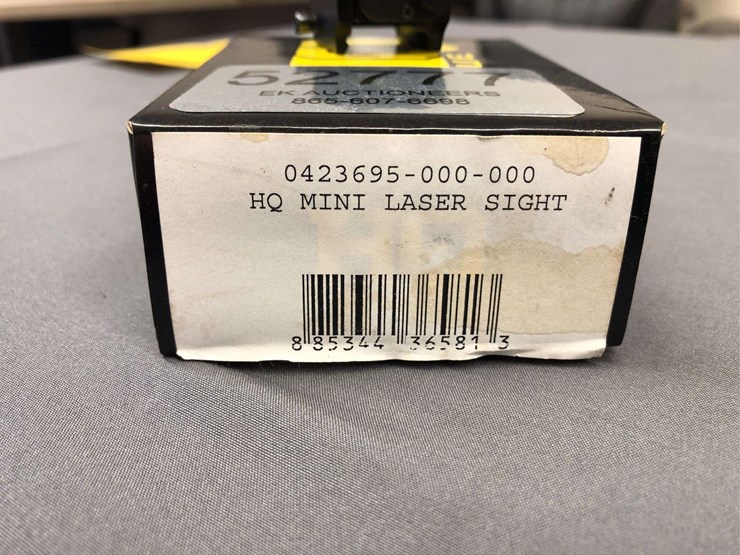 52777
EK AUCTIONEERS
865-607-6698
0423695-000-000
HQ MINI LASER SIGHT
8 85344 36581 3